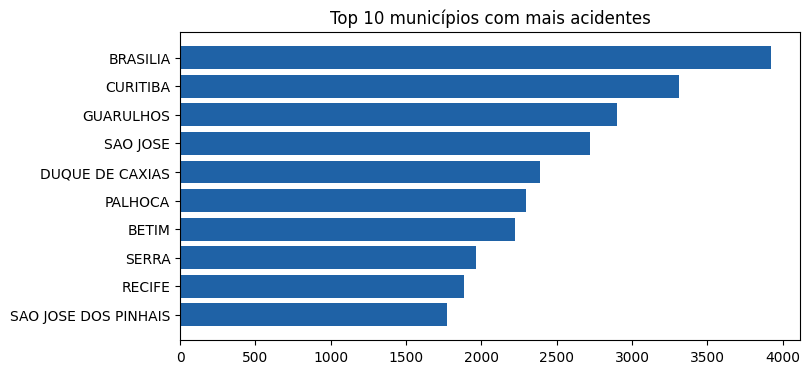 Top 10 municípios com mais acidentes
BRASILIA
CURITIBA
GUARULHOS
SAO JOSE
DUQUE DE CAXIAS
PALHOCA
BETIM
SERRA
RECIFE
SAO JOSE DOS PINHAIS
0 500 1000 1500 2000 2500 3000 3500 4000